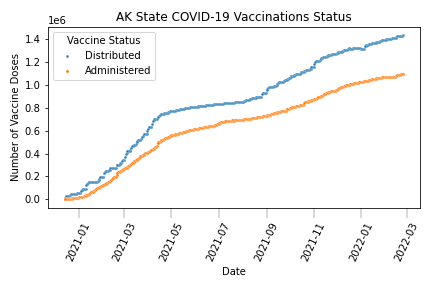 AK State COVID-19 Vaccinations Status
1e6
Vaccine Status
Distributed
Administered
Number of Vaccine Doses
1.4
1.2
1.0
0.8
0.6
0.4
0.2
0.0
2021-01
2021-03
2021-05
2021-07
2021-09
2021-11
2022-01
2022-03
Date